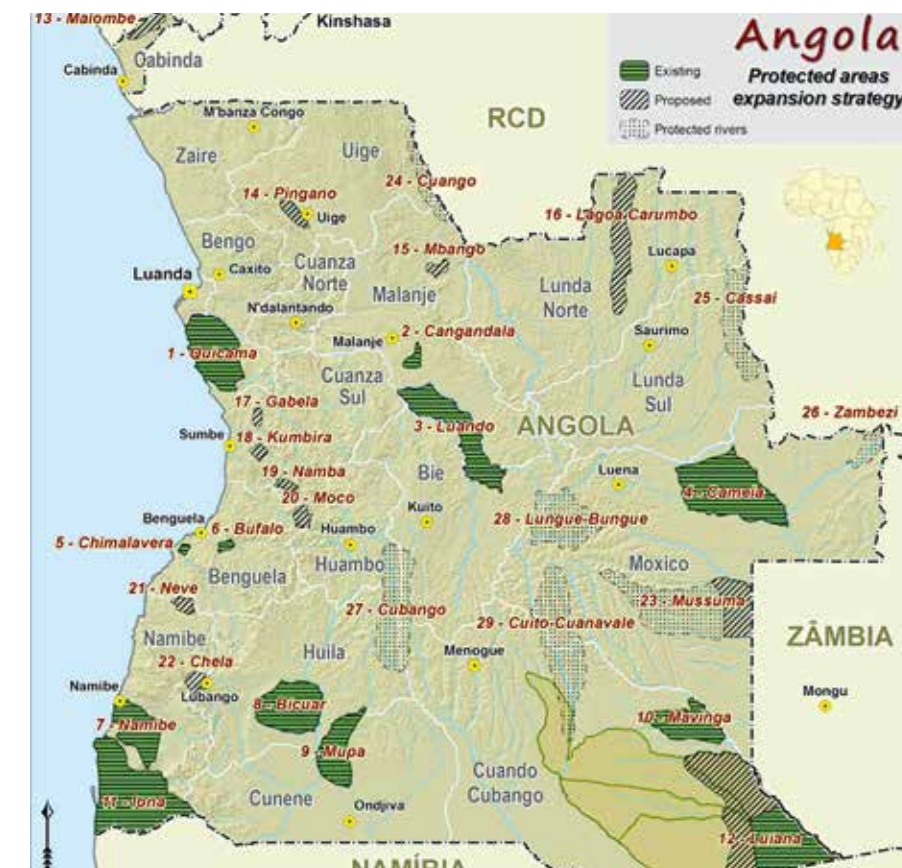 13 - Maiombe
Kinshasa
Angola
Protected areas
expansion strategy
Existing
Proposed
Protected rivers
Cabinda
Cabinda
M'banza Congo
RCD
Zaire
Uige
24 - Cuango
14 - Pingano
Uige
16 - Lagoa Carumbo
Bengo
15 - Mbango
Lucapa
Luanda
Caxito
Cuanza
Norte
Malanje
Lunda
Norte
25 - Cassai
N'dalantando
Malanje
2 - Cangandala
Saurimo
1 - Quicama
Cuanza
Sul
Lunda
Sul
17 - Gabela
3 - Luando
ANGOLA
26 - Zambezi
Sumbe
18 - Kumbira
19 - Namba
Bie
Luena
20 - Moco
4 - Cameia
Kuito
Benguela
6 - Bufalo
Huambo
28 - Lungue-Bungue
5 - Chimalavera
Huambo
Moxico
Benguela
21 - Neve
27 - Cubango
23 - Mussuma
29 - Cuito-Cuanavale
Namibe
Huila
ZÂMBIA
22 - Chela
Menogue
Namibe
Lubango
Mongu
8 - Bicuar
7 - Namibe
10 - Mavinga
9 - Mupa
Cuando
Cubango
11 - Iona
Cunene
Ondjiva
12 - Luiana
NAMÍBIA